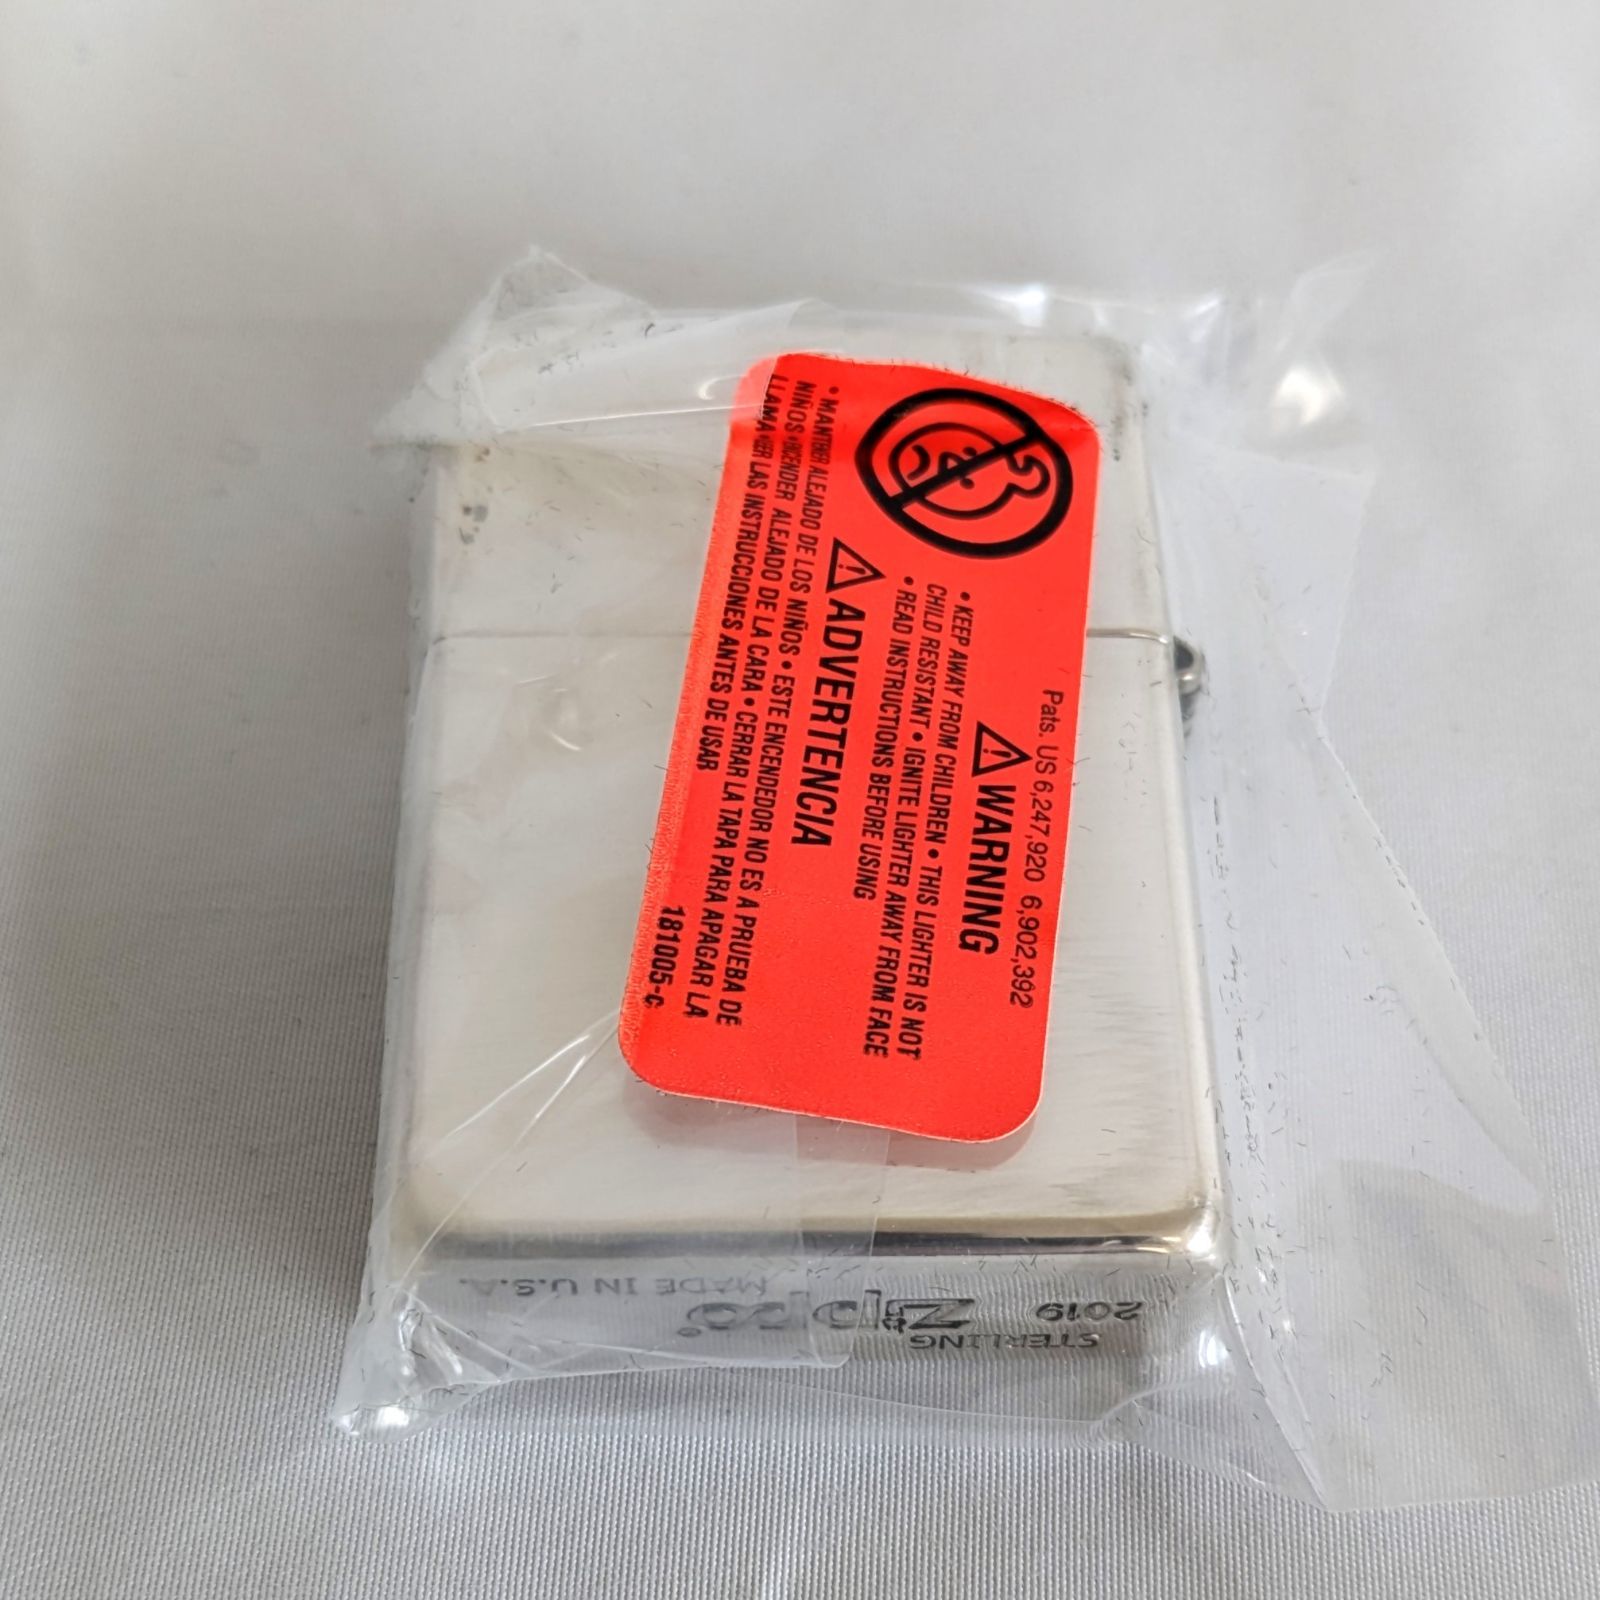 Pats. US 6,247,920 6,902,392
WARNING
• KEEP AWAY FROM CHILDREN • THIS LIGHTER IS NOT
CHILD RESISTANT • IGNITE LIGHTER AWAY FROM FACE
• READ INSTRUCTIONS BEFORE USING
ADVERTENCIA
• MANTENER ALEJADO DE LOS NIÑOS • ESTE ENCENDEDOR NO ES A PRUEBA DE
NIÑOS • ENCENDER ALEJADO DE LA CARA • CERRAR LA TAPA PARA APAGAR LA
LLAMA • LEER LAS INSTRUCCIONES ANTES DE USAR
181005-c
STERLING
2019 Zippo® MADE IN U.S.A.